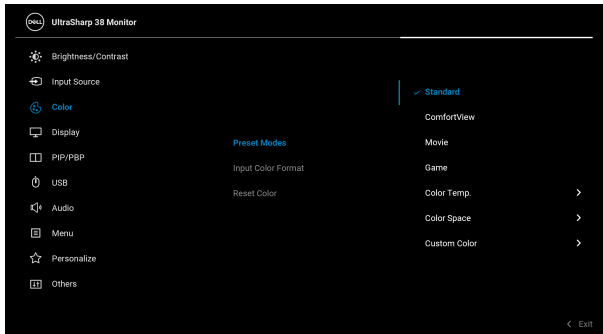 DELL UltraSharp 38 Monitor
Brightness/Contrast
Input Source
Color
Display
PIP/PBP
USB
Audio
Menu
Personalize
Others
Preset Modes
Input Color Format
Reset Color
Standard
ComfortView
Movie
Game
Color Temp.
Color Space
Custom Color
Exit